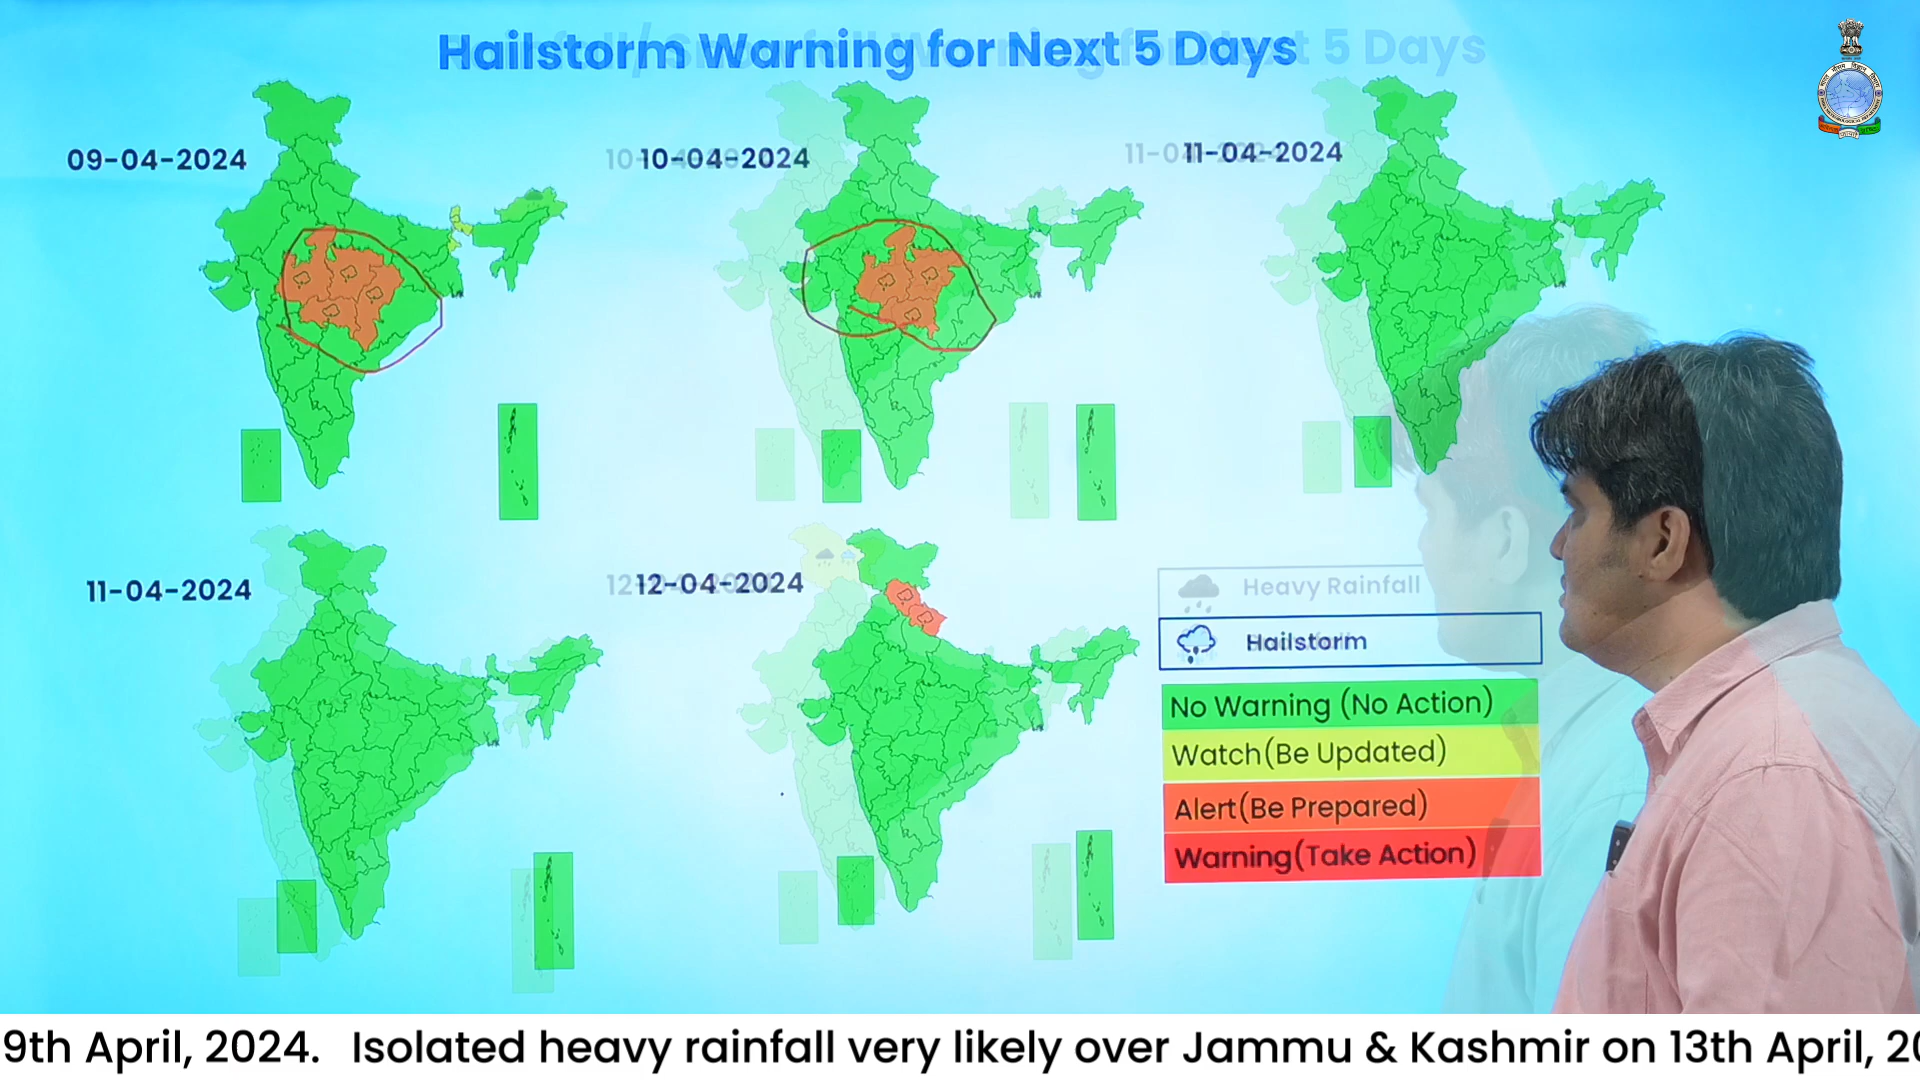 Hailstorm Warning for Next 5 Days
09-04-2024
10-04-2024
11-04-2024
11-04-2024
12-04-2024
Heavy Rainfall
Hailstorm
No Warning (No Action)
Watch(Be Updated)
Alert(Be Prepared)
Warning(Take Action)
9th April, 2024. Isolated heavy rainfall very likely over Jammu & Kashmir on 13th April, 20